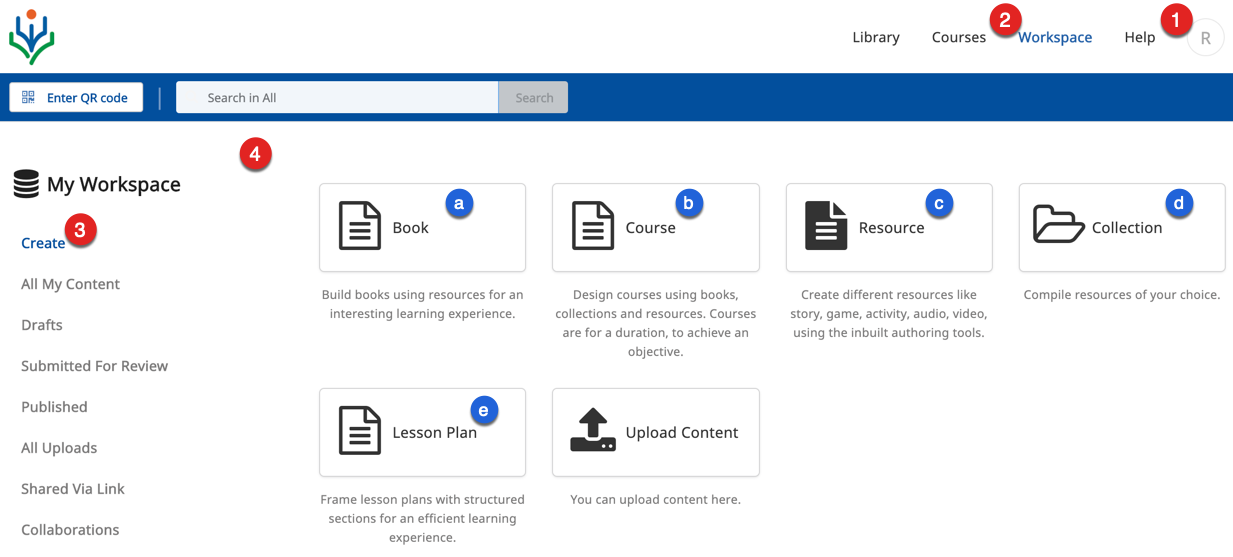 Library Courses 2 Workspace Help 1 R
Enter QR code Search in All Search
4
My Workspace
3
Create
All My Content
Drafts
Submitted For Review
Published
All Uploads
Shared Via Link
Collaborations
a
Book
Build books using resources for an
interesting learning experience.
b
Course
Design courses using books,
collections and resources. Courses
are for a duration, to achieve an
objective.
c
Resource
Create different resources like
story, game, activity, audio, video,
using the inbuilt authoring tools.
d
Collection
Compile resources of your choice.
e
Lesson Plan
Frame lesson plans with structured
sections for an efficient learning
experience.
Upload Content
You can upload content here.